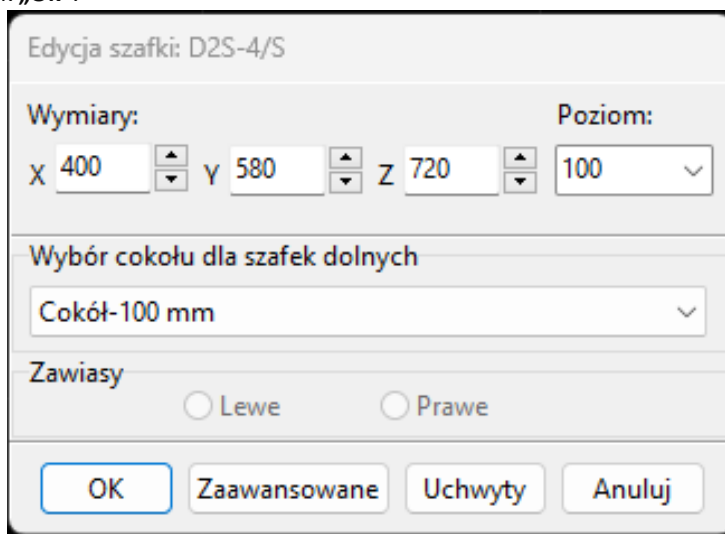 Edycja szafki: D2S-4/S
Wymiary: Poziom:
X 400 Y 580 Z 720 100
Wybór cokołu dla szafek dolnych
Cokół-100 mm
Zawiasy
Lewe Prawe
OK Zaawansowane Uchwyty Anuluj